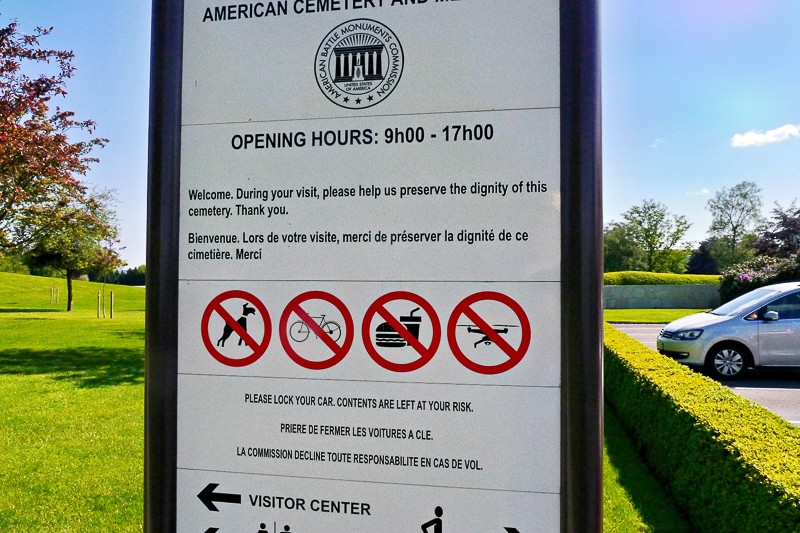 AMERICAN CEMETERY AND
AMERICAN BATTLE MONUMENTS COMMISSION
UNITED STATES
OF AMERICA
OPENING HOURS: 9h00 - 17h00
Welcome. During your visit, please help us preserve the dignity of this
cemetery. Thank you.
Bienvenue. Lors de votre visite, merci de préserver la dignité de ce
cimetière. Merci
PLEASE LOCK YOUR CAR. CONTENTS ARE LEFT AT YOUR RISK.
PRIERE DE FERMER LES VOITURES A CLE.
LA COMMISSION DECLINE TOUTE RESPONSABILITE EN CAS DE VOL.
VISITOR CENTER